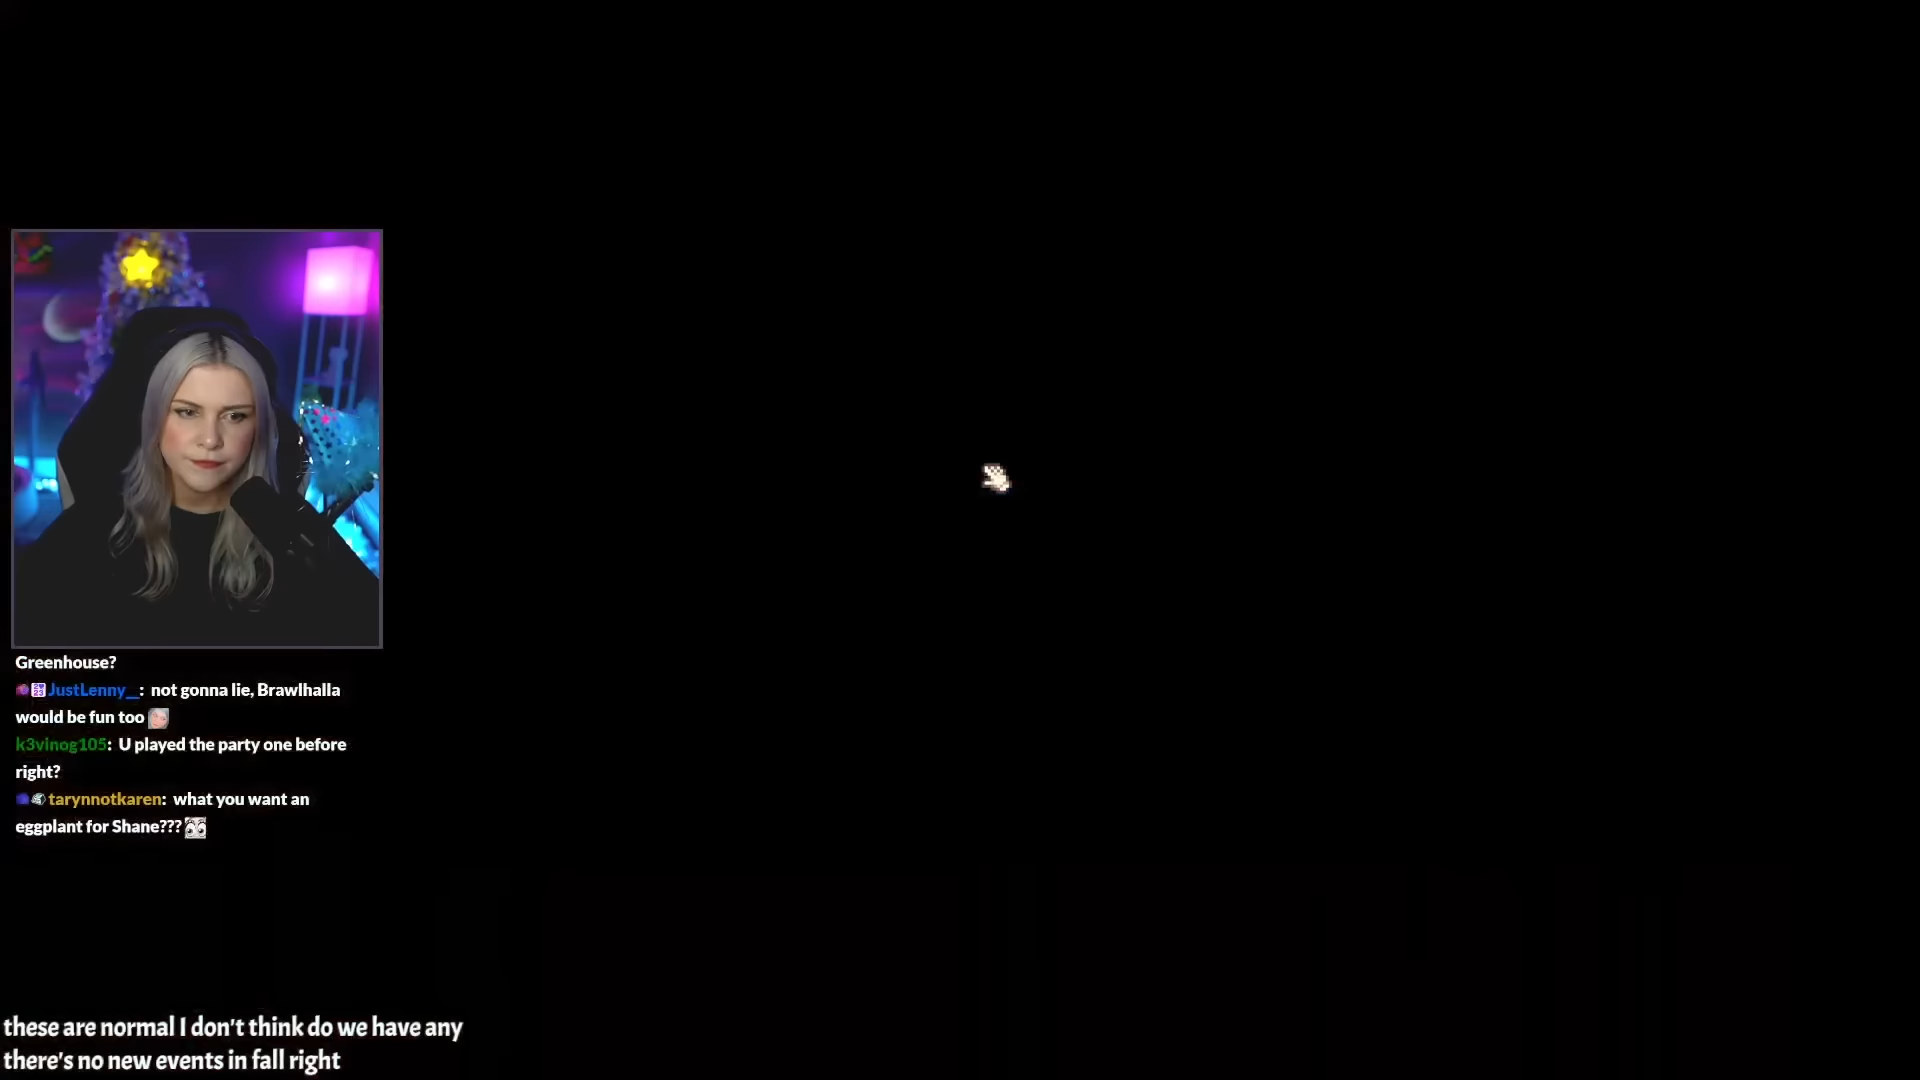 Greenhouse?
JustLenny__: not gonna lie, Brawlhalla
would be fun too
k3vinog105: U played the party one before
right?
tarynnotkaren: what you want an
eggplant for Shane???
these are normal I don't think do we have any
there's no new events in fall right